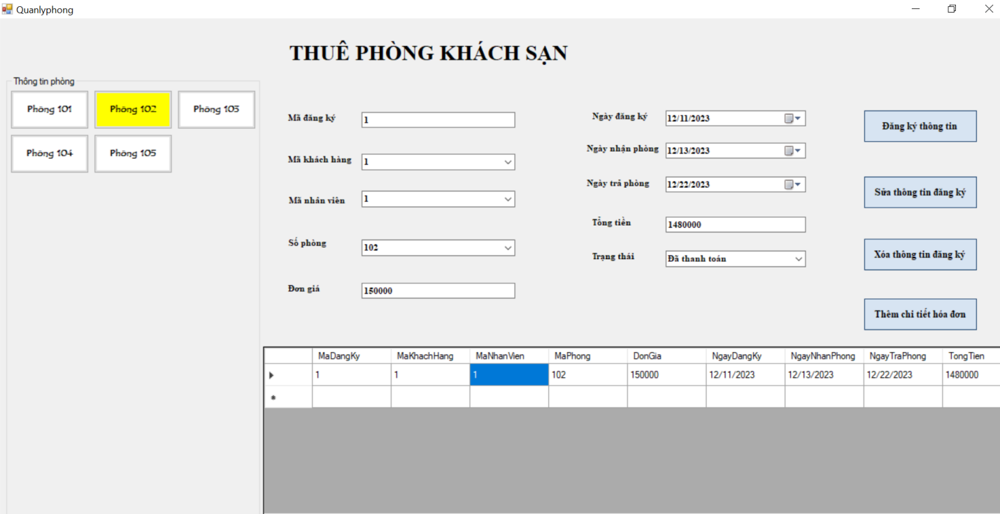 Quanlyphong
THUÊ PHÒNG KHÁCH SẠN
Thông tin phòng
Phòng 101
Phòng 102
Phòng 103
Phòng 104
Phòng 105
Mã đăng ký
1
Mã khách hàng
1
Mã nhân viên
1
Số phòng
102
Đơn giá
150000
Ngày đăng ký
12/11/2023
Ngày nhận phòng
12/13/2023
Ngày trả phòng
12/22/2023
Tổng tiền
1480000
Trạng thái
Đã thanh toán
Đăng ký thông tin
Sửa thông tin đăng ký
Xóa thông tin đăng ký
Thêm chi tiết hóa đơn
MaDangKy MaKhachHang MaNhanVien MaPhong DonGia NgayDangKy NgayNhanPhong NgayTraPhong TongTien
1 1 1 102 150000 12/11/2023 12/13/2023 12/22/2023 1480000